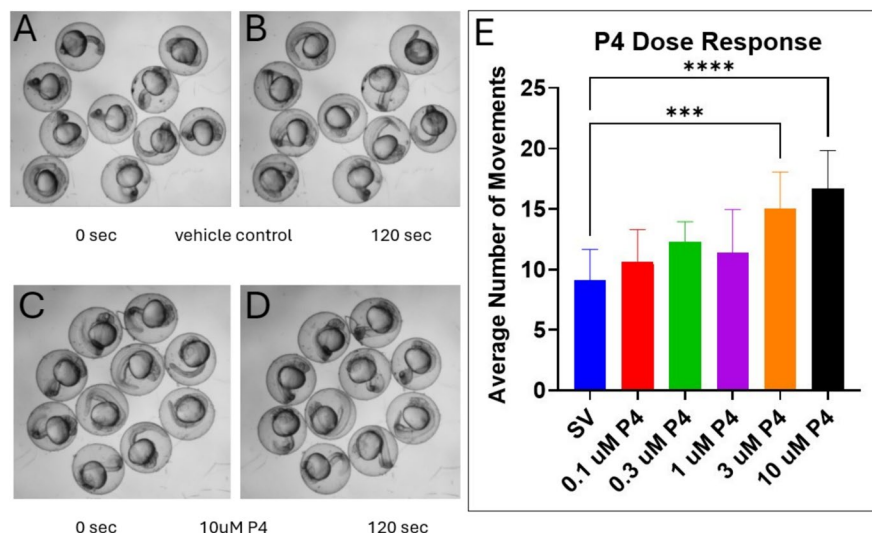 A
B
0 sec vehicle control 120 sec
C
D
0 sec 10uM P4 120 sec
E
P4 Dose Response
****
***
Average Number of Movements
25
20
15
10
5
0
SV
0.1 uM P4
0.3 uM P4
1 uM P4
3 uM P4
10 uM P4